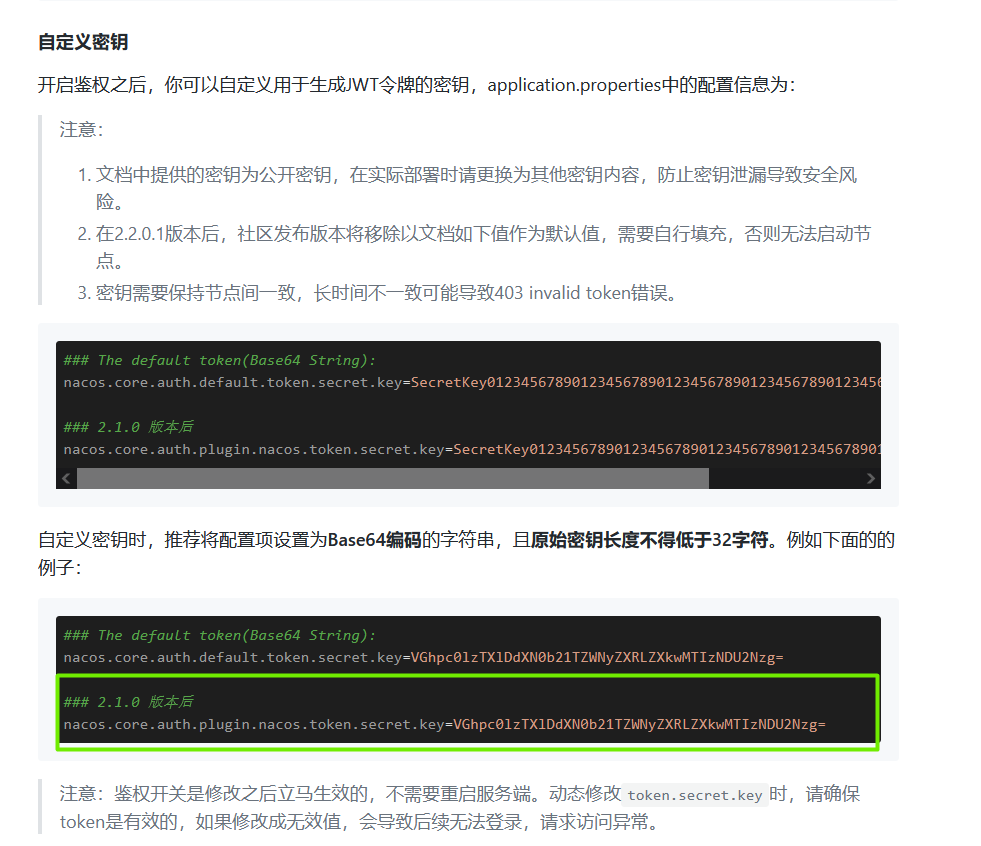 自定义密钥
开启鉴权之后，你可以自定义用于生成JWT令牌的密钥，application.properties中的配置信息为：
注意：
1. 文档中提供的密钥为公开密钥，在实际部署时请更换为其他密钥内容，防止密钥泄漏导致安全风
险。
2. 在2.2.0.1版本后，社区发布版本将移除以文档如下值作为默认值，需要自行填充，否则无法启动节
点。
3. 密钥需要保持节点间一致，长时间不一致可能导致403 invalid token错误。
### The default token(Base64 String):
nacos.core.auth.default.token.secret.key=SecretKey0123456789012345678901234567890123456789012345
### 2.1.0 版本后
nacos.core.auth.plugin.nacos.token.secret.key=SecretKey012345678901234567890123456789012345678901
自定义密钥时，推荐将配置项设置为Base64编码的字符串，且原始密钥长度不得低于32字符。例如下面的的
例子：
### The default token(Base64 String):
nacos.core.auth.default.token.secret.key=VGhpc0lzTXlDdXN0b21TZWNyZXRLZXkwMTIzNDU2Nzg=
### 2.1.0 版本后
nacos.core.auth.plugin.nacos.token.secret.key=VGhpc0lzTXlDdXN0b21TZWNyZXRLZXkwMTIzNDU2Nzg=
注意：鉴权开关是修改之后立马生效的，不需要重启服务端。动态修改 token.secret.key 时，请确保
token是有效的，如果修改成无效值，会导致后续无法登录，请求访问异常。